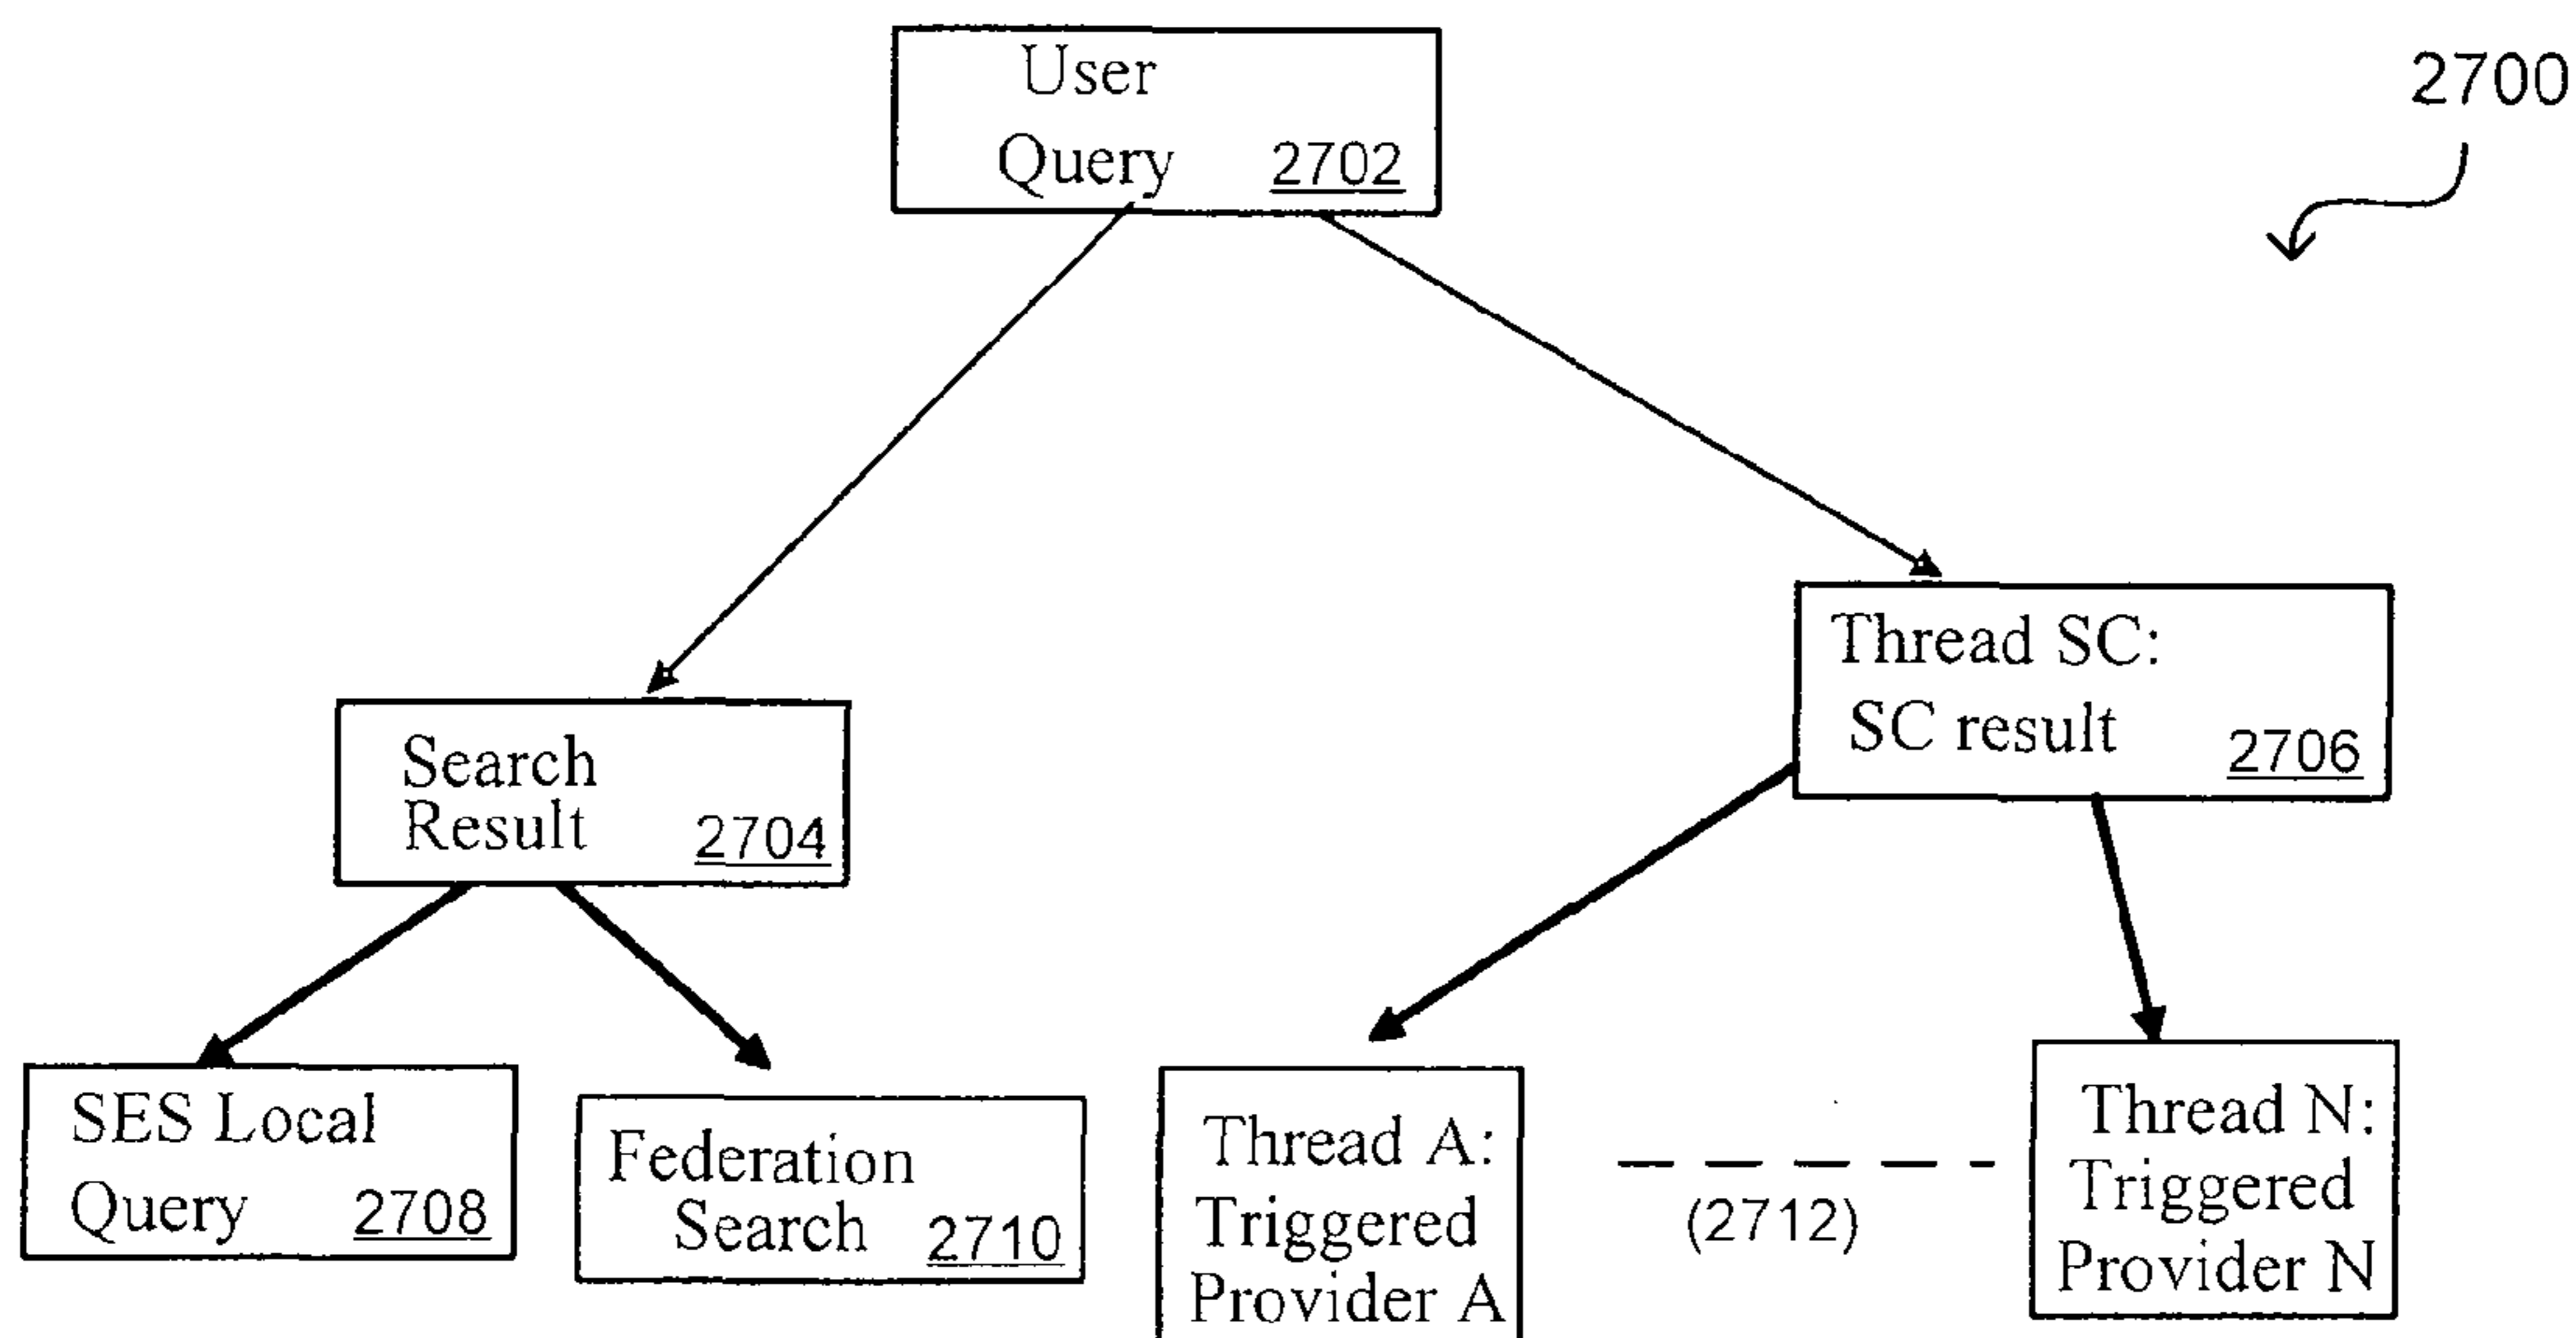 User
Query 2702
2700
Thread SC:
SC result 2706
Search
Result 2704
SES Local
Query 2708
Federation
Search 2710
Thread A:
Triggered
Provider A
(2712)
Thread N:
Triggered
Provider N